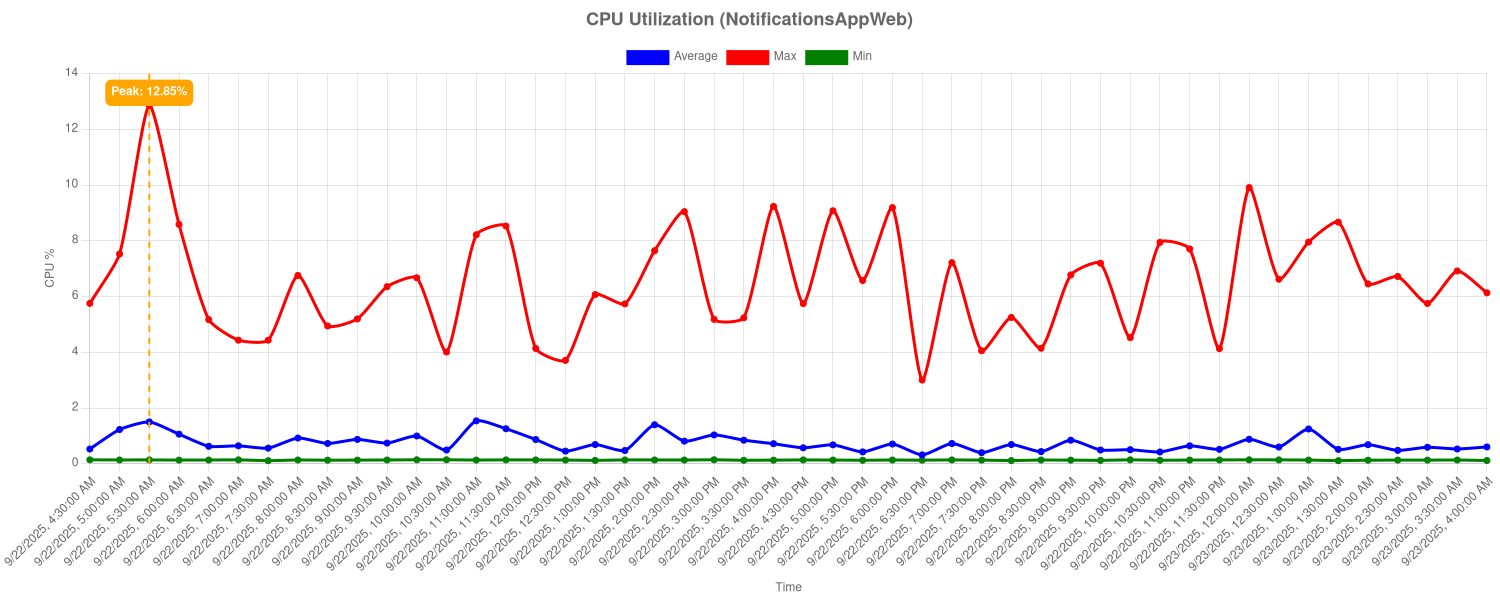 CPU Utilization (NotificationsAppWeb)
Average Max Min
14
Peak: 12.85%
12
10
8
CPU %
6
4
2
0
9/22/2025, 4:30:00 AM
9/22/2025, 5:00:00 AM
9/22/2025, 5:30:00 AM
9/22/2025, 6:00:00 AM
9/22/2025, 6:30:00 AM
9/22/2025, 7:00:00 AM
9/22/2025, 7:30:00 AM
9/22/2025, 8:00:00 AM
9/22/2025, 8:30:00 AM
9/22/2025, 9:00:00 AM
9/22/2025, 9:30:00 AM
9/22/2025, 10:00:00 AM
9/22/2025, 10:30:00 AM
9/22/2025, 11:00:00 AM
9/22/2025, 11:30:00 AM
9/22/2025, 12:00:00 PM
9/22/2025, 12:30:00 PM
9/22/2025, 1:00:00 PM
9/22/2025, 1:30:00 PM
9/22/2025, 2:00:00 PM
9/22/2025, 2:30:00 PM
9/22/2025, 3:00:00 PM
9/22/2025, 3:30:00 PM
9/22/2025, 4:00:00 PM
9/22/2025, 4:30:00 PM
9/22/2025, 5:00:00 PM
9/22/2025, 5:30:00 PM
9/22/2025, 6:00:00 PM
9/22/2025, 6:30:00 PM
9/22/2025, 7:00:00 PM
9/22/2025, 7:30:00 PM
9/22/2025, 8:00:00 PM
9/22/2025, 8:30:00 PM
9/22/2025, 9:00:00 PM
9/22/2025, 9:30:00 PM
9/22/2025, 10:00:00 PM
9/22/2025, 10:30:00 PM
9/22/2025, 11:00:00 PM
9/22/2025, 11:30:00 PM
9/23/2025, 12:00:00 AM
9/23/2025, 12:30:00 AM
9/23/2025, 1:00:00 AM
9/23/2025, 1:30:00 AM
9/23/2025, 2:00:00 AM
9/23/2025, 2:30:00 AM
9/23/2025, 3:00:00 AM
9/23/2025, 3:30:00 AM
9/23/2025, 4:00:00 AM
Time